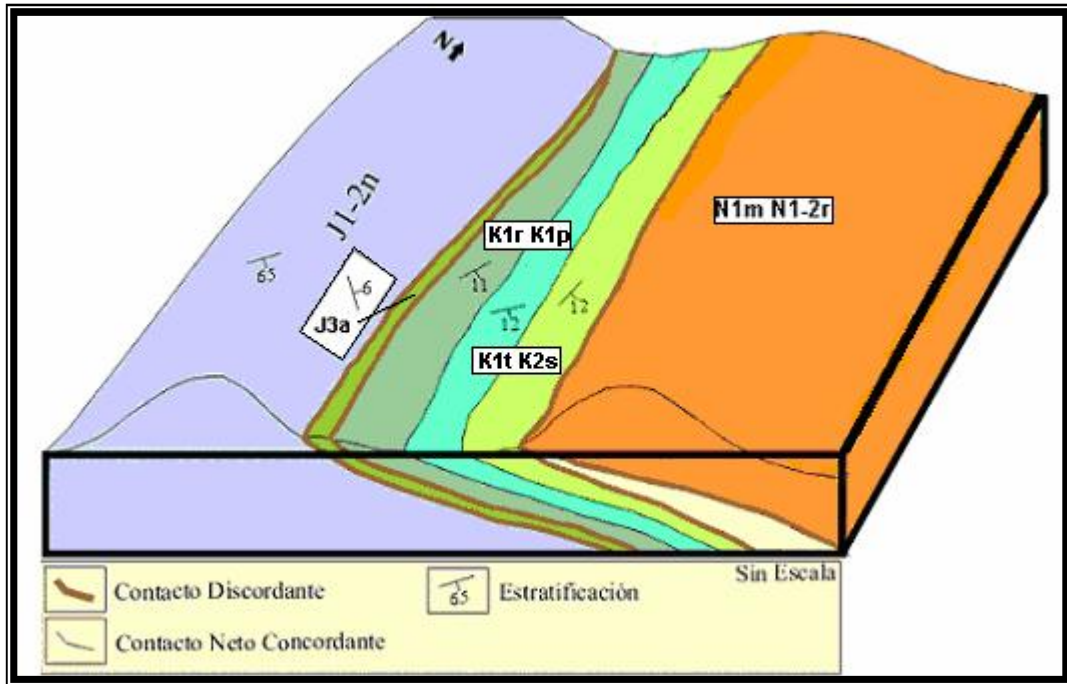 N
J1-2n
65
6
J3a
K1r K1p
11
12
12
K1t K2s
N1m N1-2r
Sin Escala
Contacto Discordante
65
Estratificación
Contacto Neto Concordante